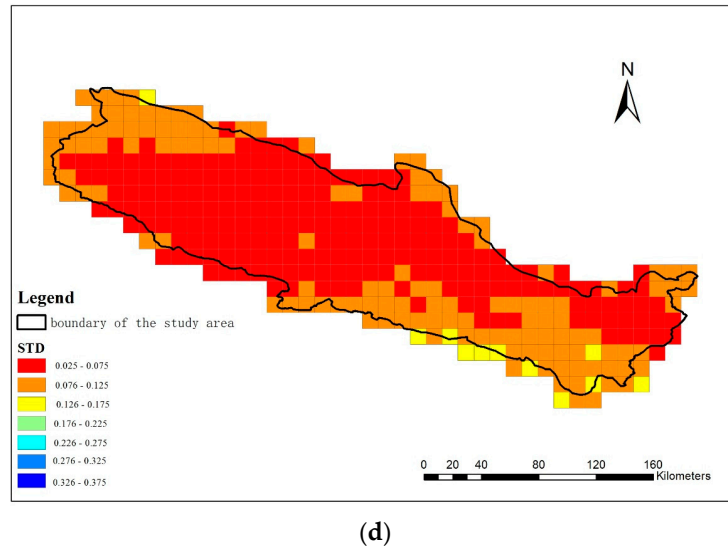 N
Legend
boundary of the study area
STD
0.025 - 0.075
0.076 - 0.125
0.126 - 0.175
0.176 - 0.225
0.226 - 0.275
0.276 - 0.325
0.326 - 0.375
0 20 40 80 120 160
Kilometers
(d)